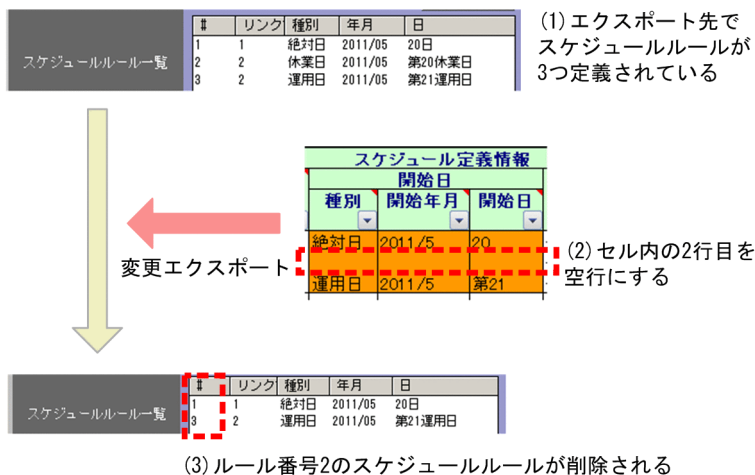 # リンク 種別 年月 日
1 1 絶対日 2011/05 20日
2 2 休業日 2011/05 第20休業日
3 2 運用日 2011/05 第21運用日
スケジュールルール一覧
(1)エクスポート先で
スケジュールルールが
3つ定義されている
スケジュール定義情報
開始日
種別 開始年月 開始日
絶対日 2011/5 20
運用日 2011/5 第21
変更エクスポート
(2)セル内の2行目を
空行にする
# リンク 種別 年月 日
1 1 絶対日 2011/05 20日
3 2 運用日 2011/05 第21運用日
スケジュールルール一覧
(3)ルール番号2のスケジュールルールが削除される